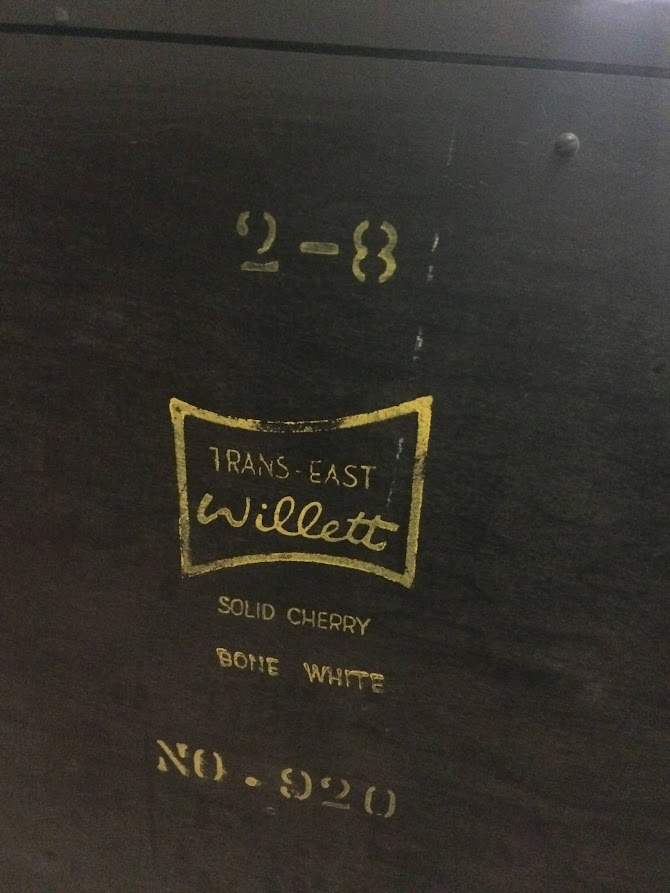 2-8
TRANS-EAST
Willett
SOLID CHERRY
BONE WHITE
NO. 920